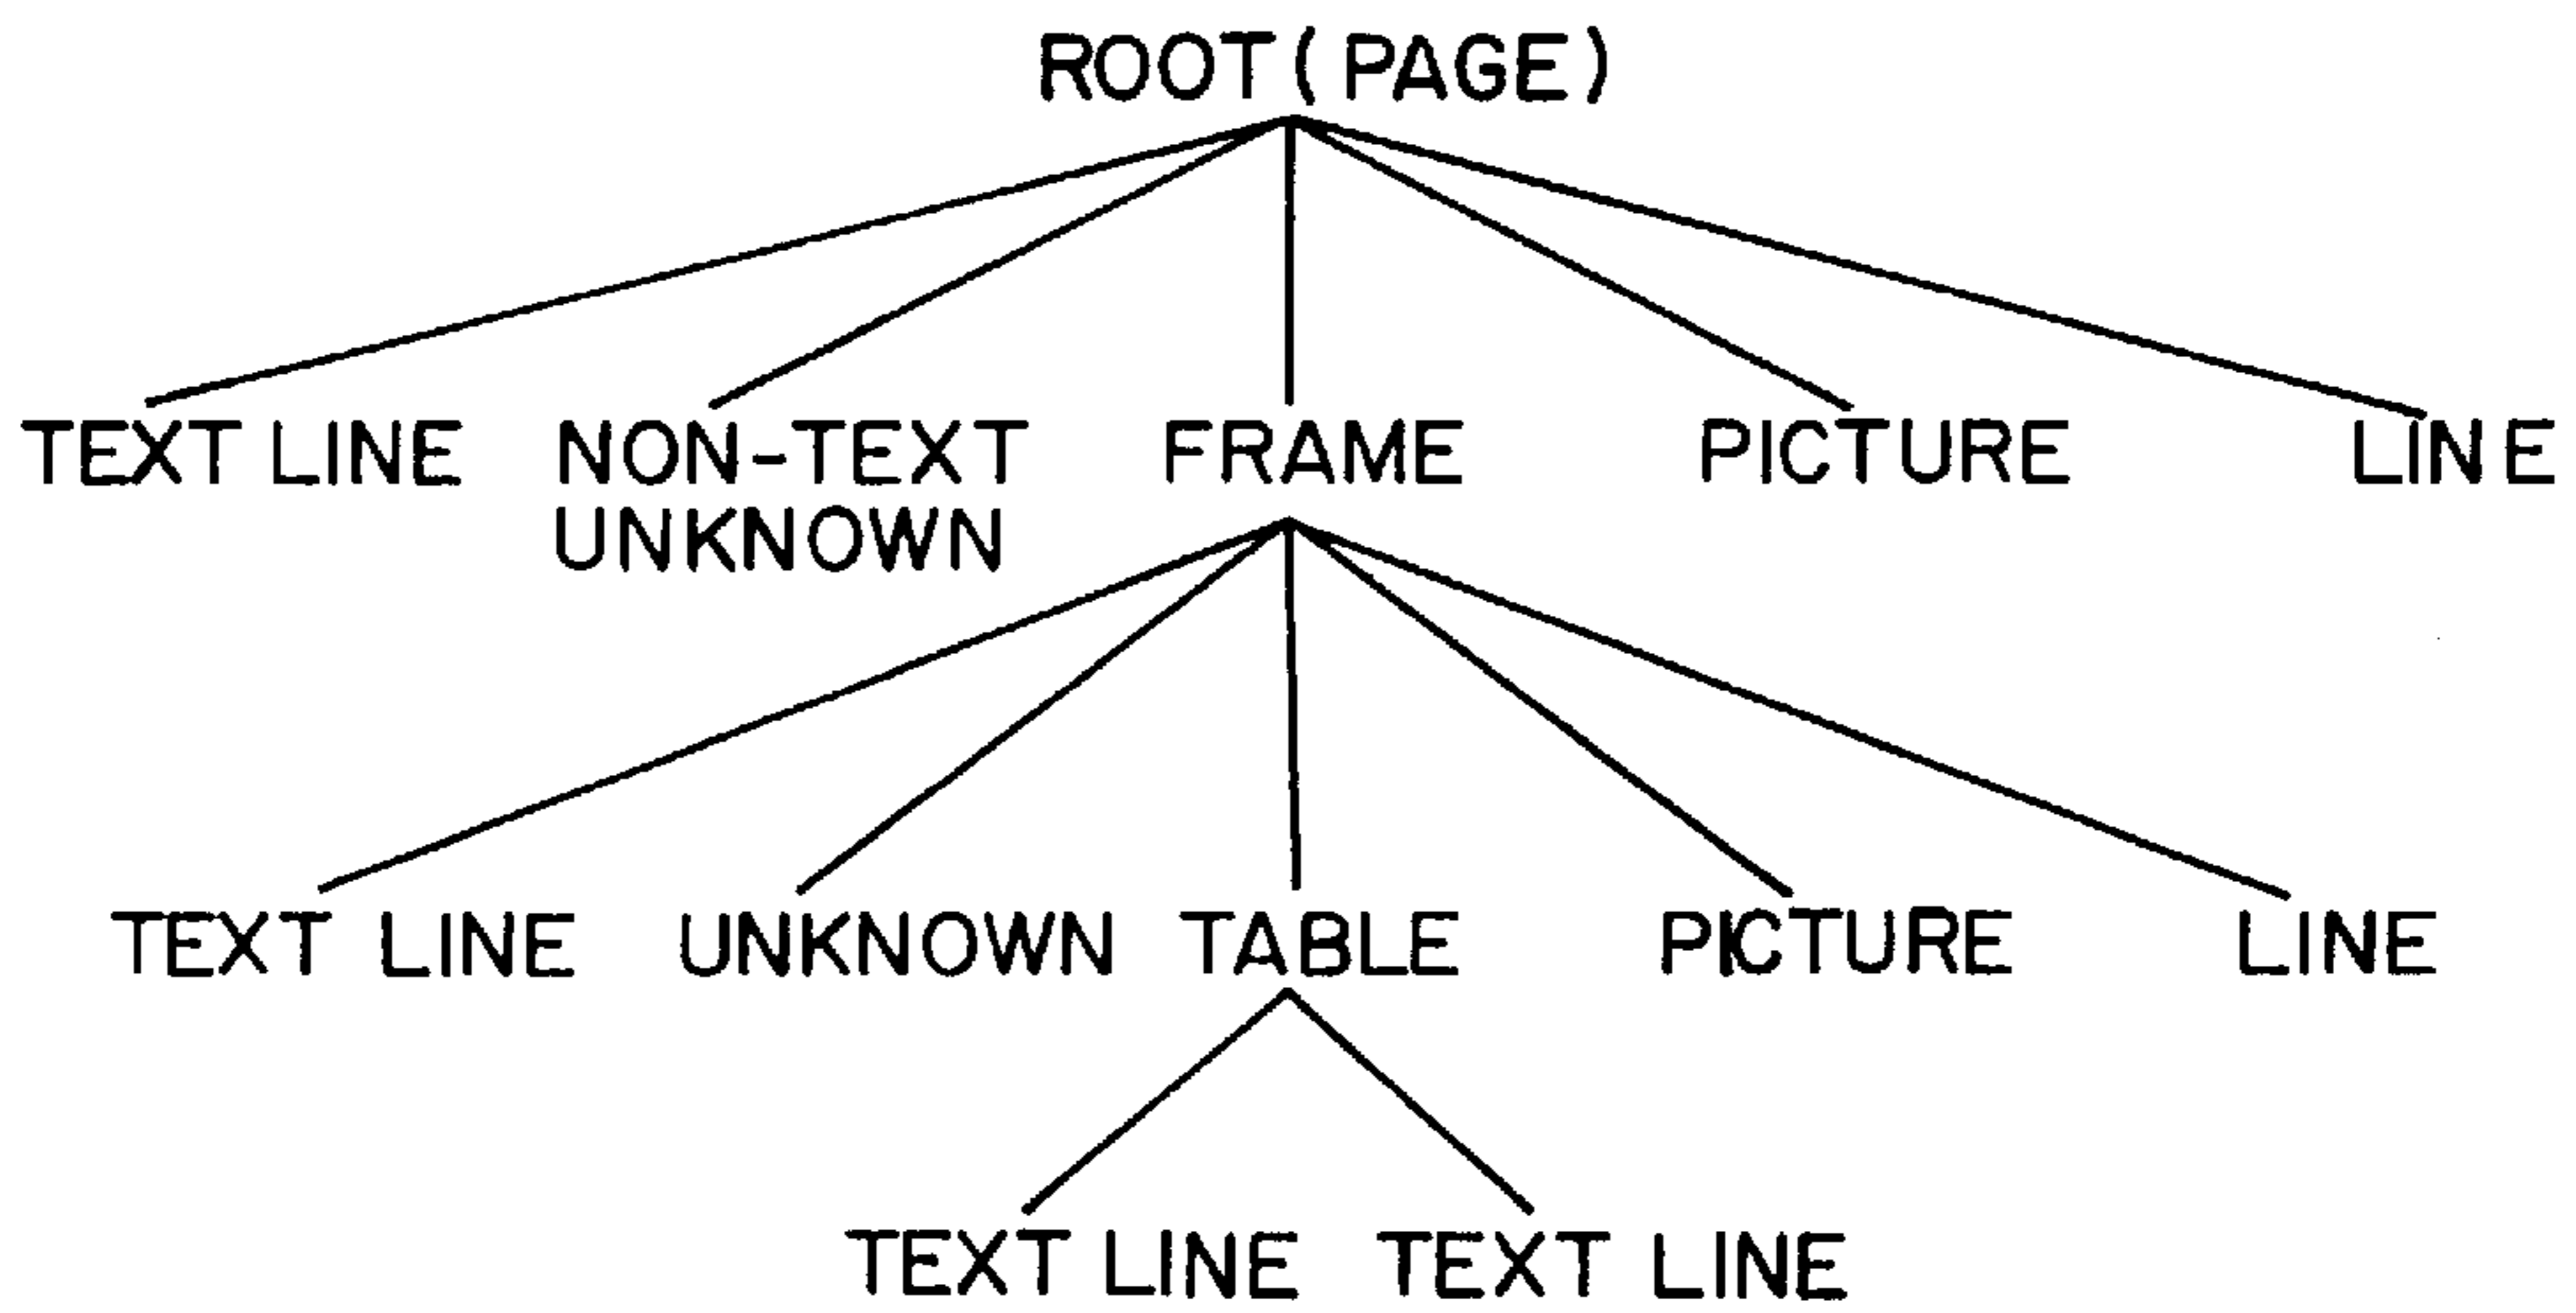 ROOT (PAGE)
TEXT LINE NON-TEXT FRAME PICTURE LINE
UNKNOWN
TEXT LINE UNKNOWN TABLE PICTURE LINE
TEXT LINE TEXT LINE